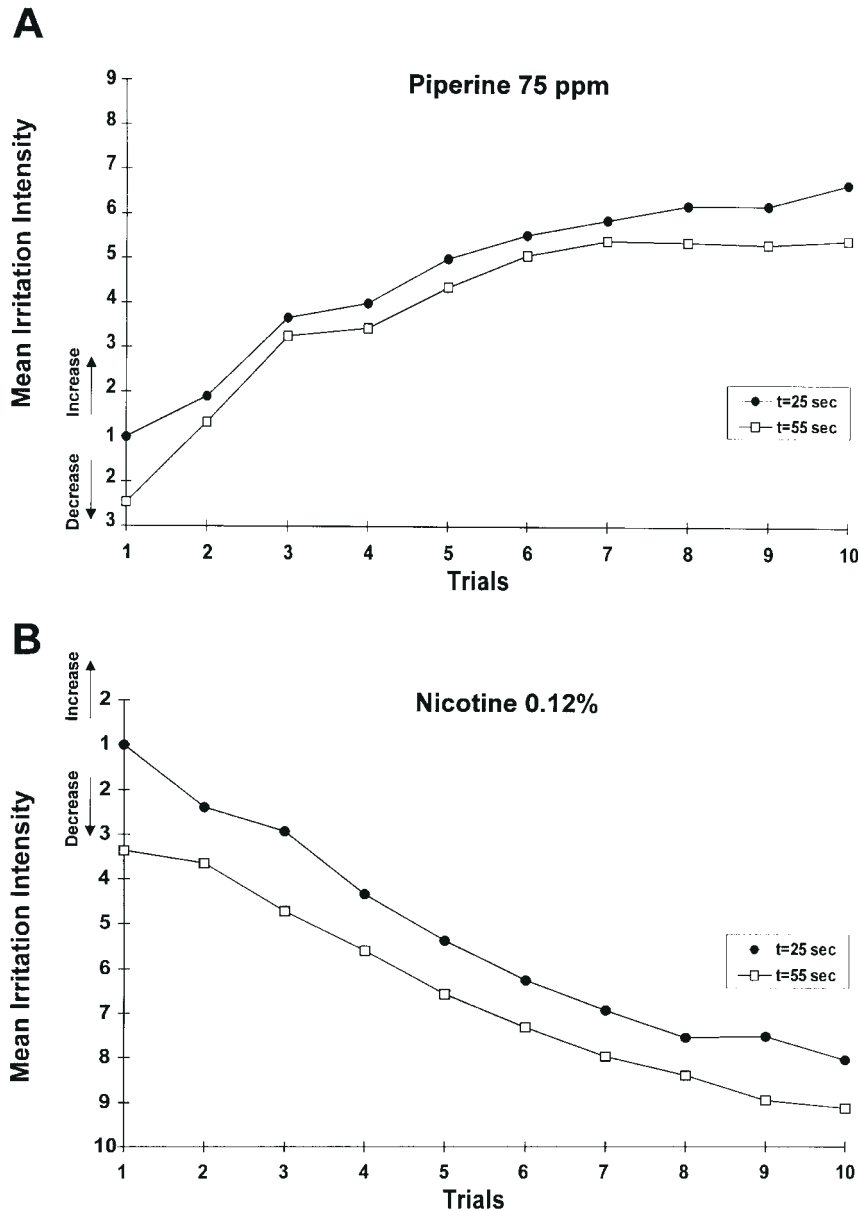 A
Piperine 75 ppm
Mean Irritation Intensity
Increase
Decrease
9
8
7
6
5
4
3
2
1
2
3
1 2 3 4 5 6 7 8 9 10
Trials
t=25 sec
t=55 sec
B
Nicotine 0.12%
Mean Irritation Intensity
Increase
Decrease
2
1
2
3
4
5
6
7
8
9
10
1 2 3 4 5 6 7 8 9 10
Trials
t=25 sec
t=55 sec